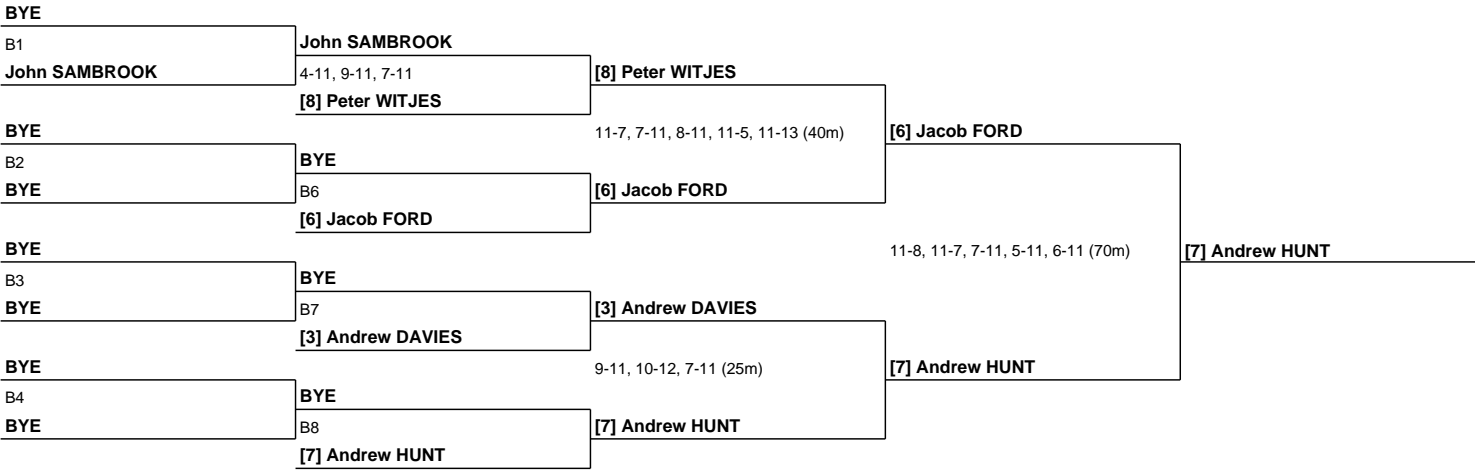 BYE
B1
John SAMBROOK
John SAMBROOK
4-11, 9-11, 7-11
[8] Peter WITJES
[8] Peter WITJES
BYE
B2
BYE
BYE
B6
[6] Jacob FORD
[6] Jacob FORD
11-7, 7-11, 8-11, 11-5, 11-13 (40m)
[6] Jacob FORD
BYE
B3
BYE
BYE
B7
[3] Andrew DAVIES
[3] Andrew DAVIES
BYE
B4
BYE
BYE
B8
[7] Andrew HUNT
[7] Andrew HUNT
9-11, 10-12, 7-11 (25m)
[7] Andrew HUNT
11-8, 11-7, 7-11, 5-11, 6-11 (70m)
[7] Andrew HUNT